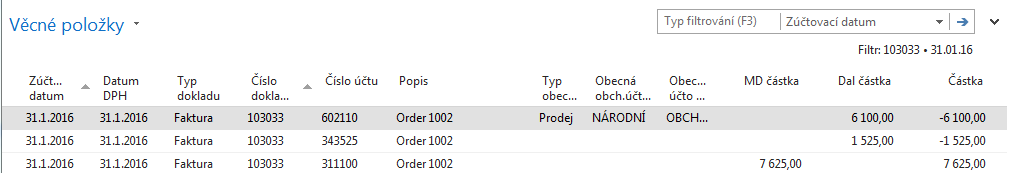 Věcné položky
Typ filtrování (F3) Zúčtovací datum
Filtr: 103033 • 31.01.16
Zúčt... Datum Typ Číslo Číslo účtu Popis Typ Obecná Obec... MD částka Dal částka Částka
datum DPH dokladu dokla... obec... obch.účt... účto ...
31.1.2016 31.1.2016 Faktura 103033 602110 Order 1002 Prodej NÁRODNÍ OBCH... 6 100,00 -6 100,00
31.1.2016 31.1.2016 Faktura 103033 343525 Order 1002 1 525,00 -1 525,00
31.1.2016 31.1.2016 Faktura 103033 311100 Order 1002 7 625,00 7 625,00